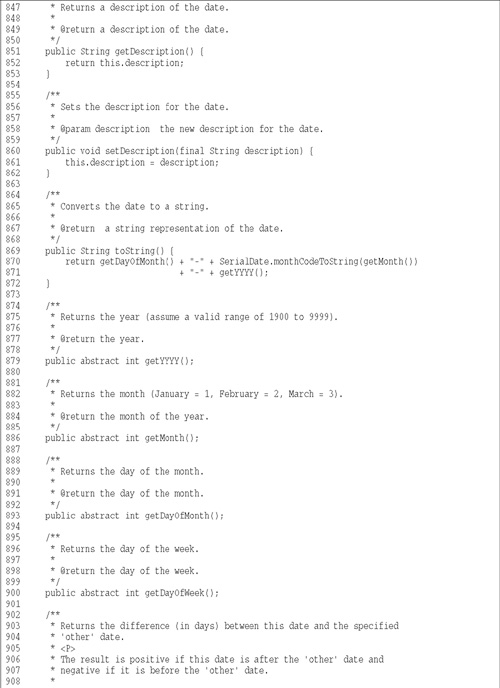 847      * Returns a description of the date.
848      *
849      * @return a description of the date.
850      */
851     public String getDescription() {
852         return this.description;
853     }
854
855     /**
856      * Sets the description for the date.
857      *
858      * @param description  the new description for the date.
859      */
860     public void setDescription(final String description) {
861         this.description = description;
862     }
863
864     /**
865      * Converts the date to a string.
866      *
867      * @return  a string representation of the date.
868      */
869     public String toString() {
870         return getDayOfMonth() + "-" + SerialDate.monthCodeToString(getMonth())
871                                + "-" + getYYYY();
872     }
873
874     /**
875      * Returns the year (assume a valid range of 1900 to 9999).
876      *
877      * @return the year.
878      */
879     public abstract int getYYYY();
880
881     /**
882      * Returns the month (January = 1, February = 2, March = 3).
883      *
884      * @return the month of the year.
885      */
886     public abstract int getMonth();
887
888     /**
889      * Returns the day of the month.
890      *
891      * @return the day of the month.
892      */
893     public abstract int getDayOfMonth();
894
895     /**
896      * Returns the day of the week.
897      *
898      * @return the day of the week.
899      */
900     public abstract int getDayOfWeek();
901
902     /**
903      * Returns the difference (in days) between this date and the specified
904      * 'other' date.
905      * <P>
906      * The result is positive if this date is after the 'other' date and
907      * negative if it is before the 'other' date.
908      *